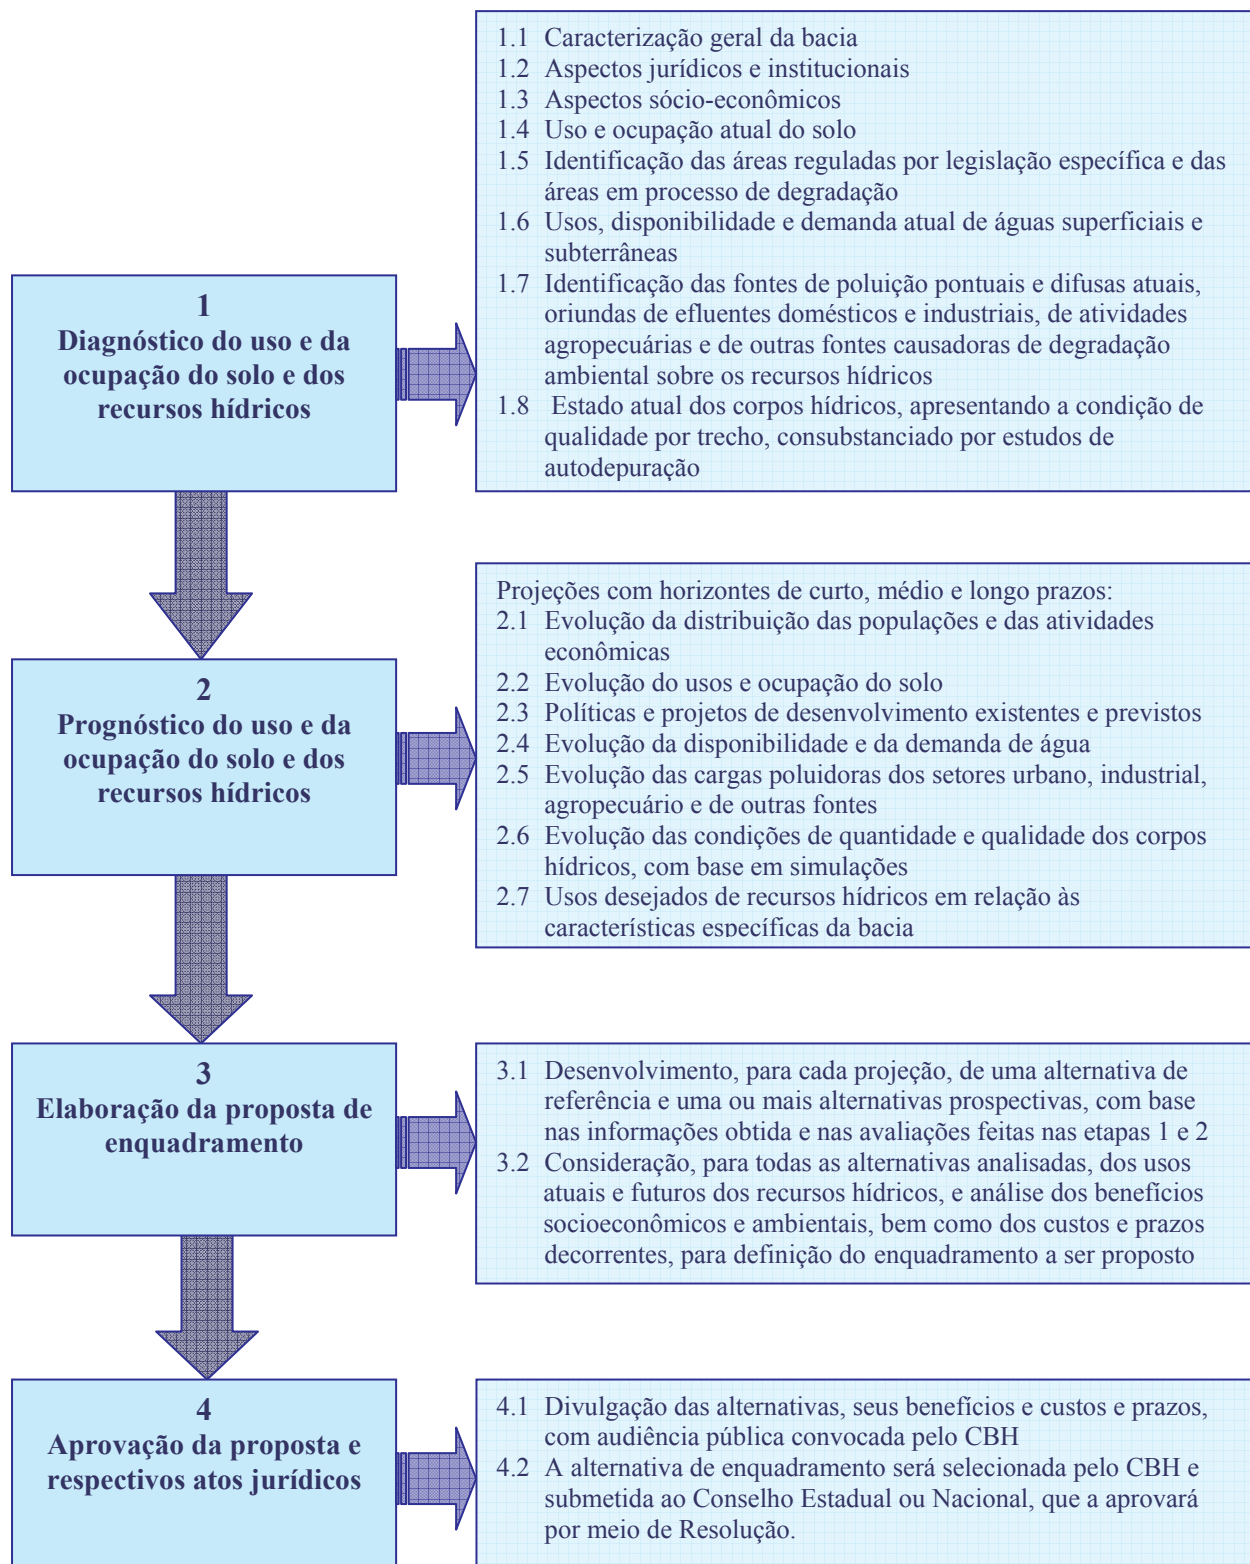 1.1 Caracterização geral da bacia
1.2 Aspectos jurídicos e institucionais
1.3 Aspectos sócio-econômicos
1.4 Uso e ocupação atual do solo
1.5 Identificação das áreas reguladas por legislação específica e das
áreas em processo de degradação
1.6 Usos, disponibilidade e demanda atual de águas superficiais e
subterrâneas
1.7 Identificação das fontes de poluição pontuais e difusas atuais,
oriundas de efluentes domésticos e industriais, de atividades
agropecuárias e de outras fontes causadoras de degradação
ambiental sobre os recursos hídricos
1.8 Estado atual dos corpos hídricos, apresentando a condição de
qualidade por trecho, consubstanciado por estudos de
autodepuração
1
Diagnóstico do uso e da
ocupação do solo e dos
recursos hídricos
Projeções com horizontes de curto, médio e longo prazos:
2.1 Evolução da distribuição das populações e das atividades
econômicas
2.2 Evolução do usos e ocupação do solo
2.3 Políticas e projetos de desenvolvimento existentes e previstos
2.4 Evolução da disponibilidade e da demanda de água
2.5 Evolução das cargas poluidoras dos setores urbano, industrial,
agropecuário e de outras fontes
2.6 Evolução das condições de quantidade e qualidade dos corpos
hídricos, com base em simulações
2.7 Usos desejados de recursos hídricos em relação às
características específicas da bacia
2
Prognóstico do uso e da
ocupação do solo e dos
recursos hídricos
3
Elaboração da proposta de
enquadramento
3.1 Desenvolvimento, para cada projeção, de uma alternativa de
referência e uma ou mais alternativas prospectivas, com base
nas informações obtida e nas avaliações feitas nas etapas 1 e 2
3.2 Consideração, para todas as alternativas analisadas, dos usos
atuais e futuros dos recursos hídricos, e análise dos benefícios
socioeconômicos e ambientais, bem como dos custos e prazos
decorrentes, para definição do enquadramento a ser proposto
4
Aprovação da proposta e
respectivos atos jurídicos
4.1 Divulgação das alternativas, seus benefícios e custos e prazos,
com audiência pública convocada pelo CBH
4.2 A alternativa de enquadramento será selecionada pelo CBH e
submetida ao Conselho Estadual ou Nacional, que a aprovará
por meio de Resolução.